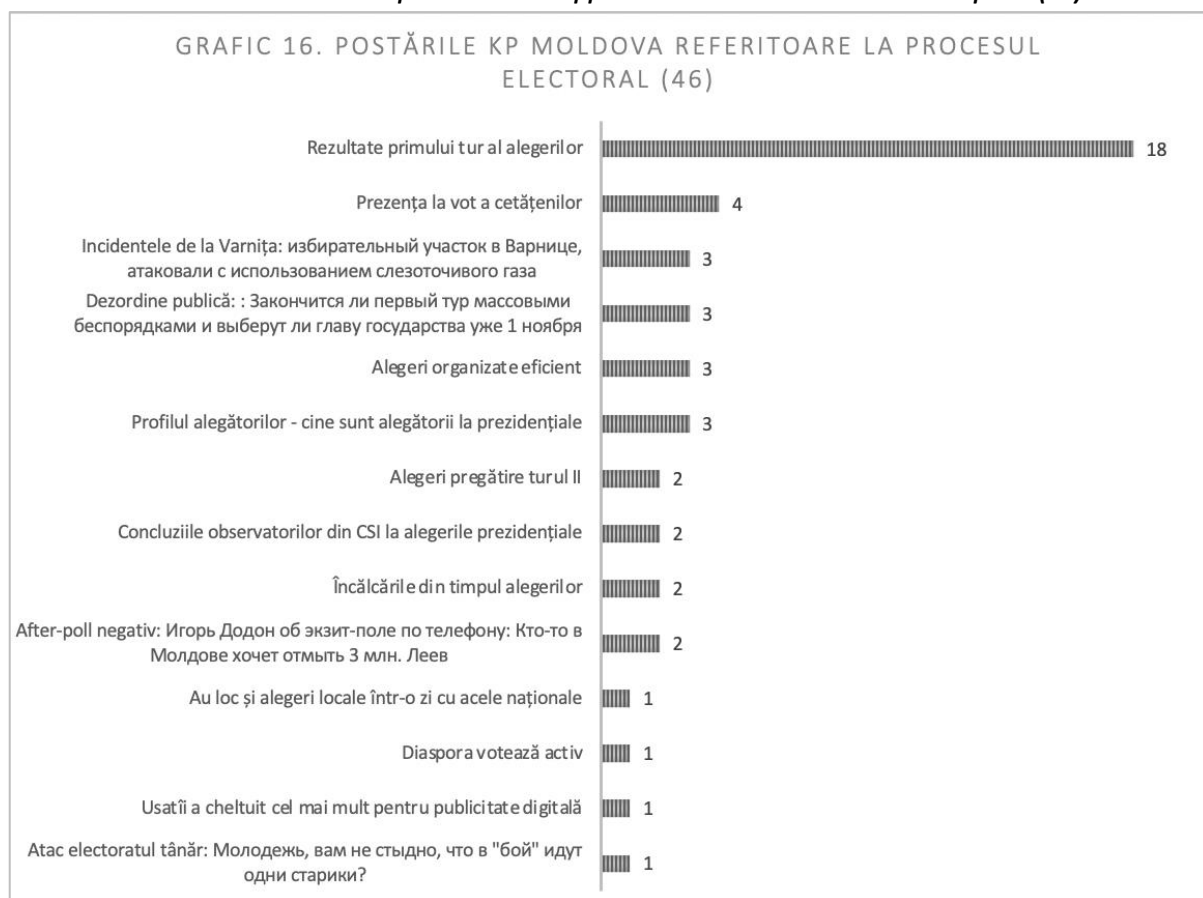 GRAFIC 16. POSTĂRILE KP MOLDOVA REFERITOARE LA PROCESUL
ELECTORAL (46)
Rezultate primului tur al alegerilor 18
Prezența la vot a cetățenilor 4
Incidentele de la Varnița: избирательный участок в Варнице,
атаковали с использованием слезоточивого газа 3
Dezordine publică: : Закончится ли первый тур массовыми
беспорядками и выберут ли главу государства уже 1 ноября 3
Alegeri organizate eficient 3
Profilul alegătorilor - cine sunt alegătorii la prezidențiale 3
Alegeri pregătire turul II 2
Concluziile observatorilor din CSI la alegerile prezidențiale 2
Încălcările din timpul alegerilor 2
After-poll negativ: Игорь Додон об экзит-поле по телефону: Кто-то в
Молдове хочет отмыть 3 млн. Леев 2
Au loc și alegeri locale într-o zi cu acele naționale 1
Diaspora votează activ 1
Usatîi a cheltuit cel mai mult pentru publicitate digitală 1
Atac electoratul tânăr: Молодежь, вам не стыдно, что в "бой" идут
одни старики? 1